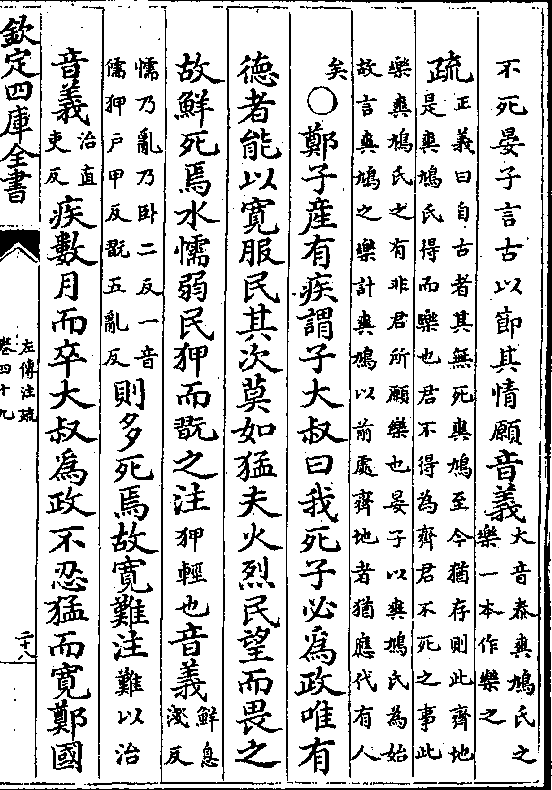 不死晏子言古以節其情願音義大音泰爽鳩氏之
樂一本作樂之
疏正義曰自古者其無死爽鳩至今猶存則此齊地
是爽鳩氏得而樂也君不得為齊君不死之事此
樂爽鳩氏之有非君所願樂也晏子以爽鳩氏為始
故言爽鳩之樂計爽鳩以前處齊地者猶應代有人
矣○鄭子産有疾謂子大叔曰我死子必為政唯有
德者能以寛服民其次莫如猛夫火烈民望而畏之
故鮮死焉水懦弱民狎而翫之注狎輕也音義鮮息
淺反
懦乃亂乃卧二反一音
儒狎戶甲反翫五亂反則多死焉故寛難注難以治
音義治直
吏反疾數月而卒大叔為政不忍猛而寛鄭國
欽定四庫全書
左傳注疏
卷四十九
二十八